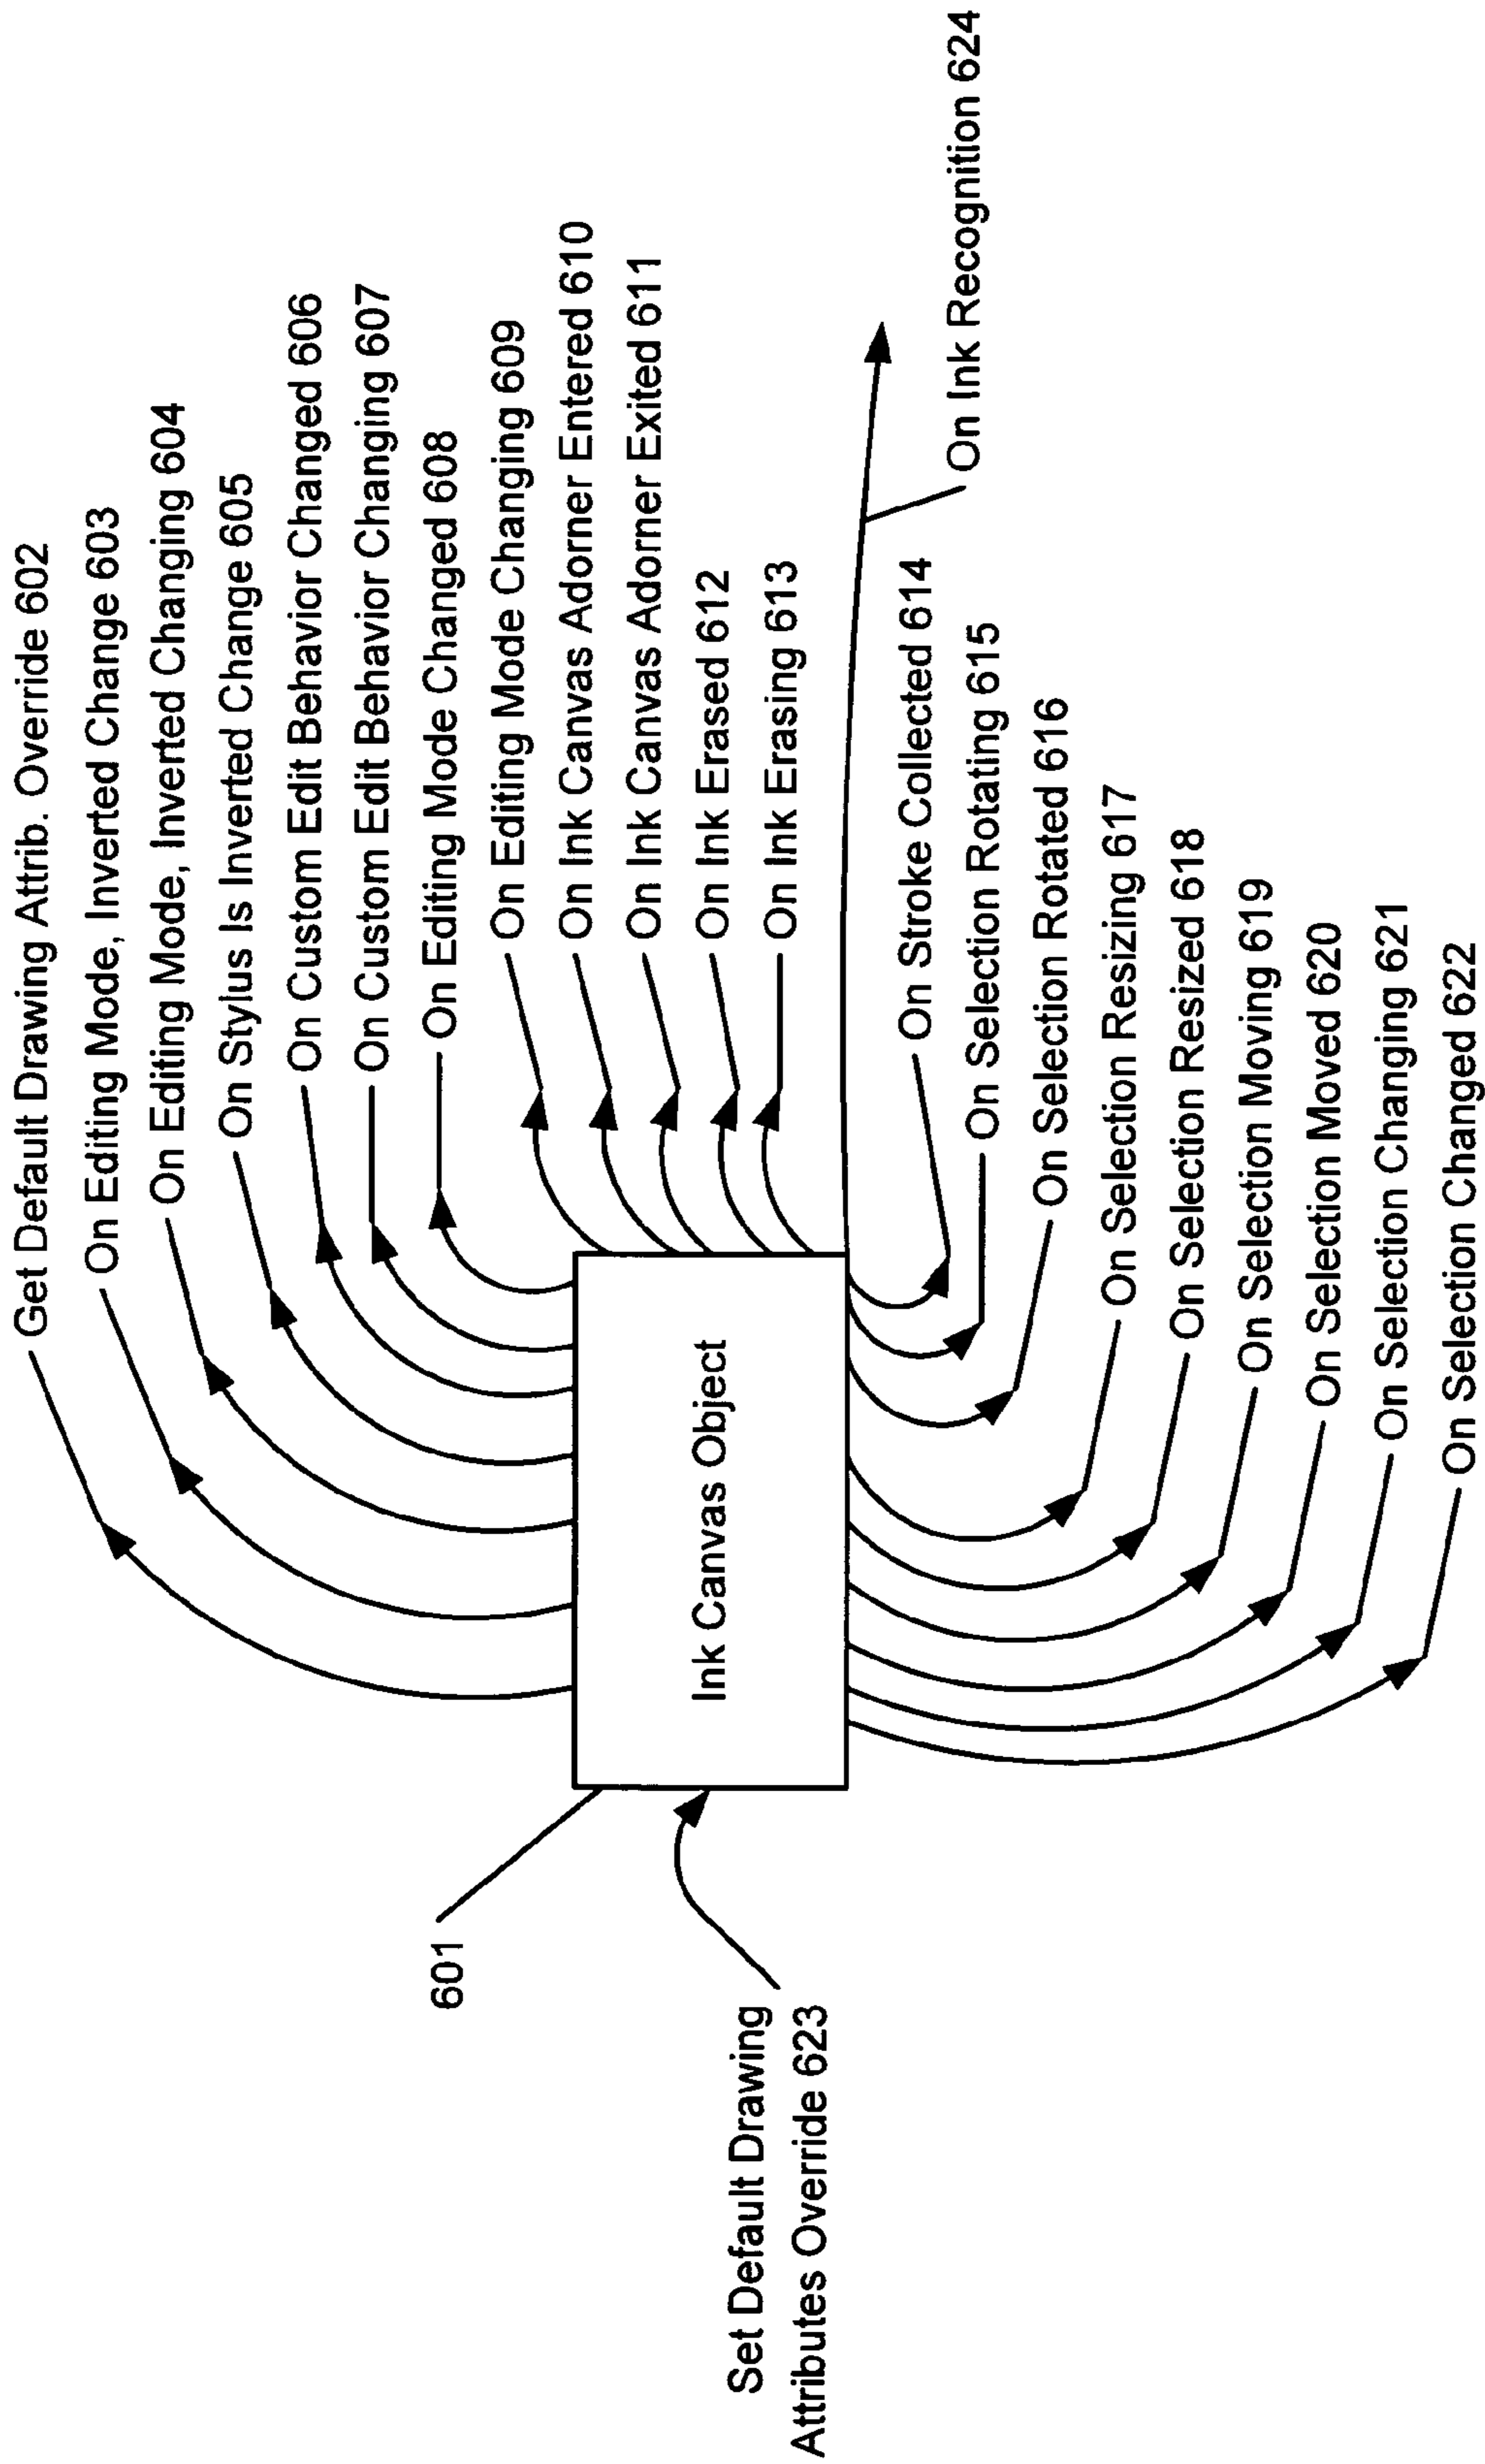 Get Default Drawing Attrib. Override 602
On Editing Mode, Inverted Change 603
On Editing Mode, Inverted Changing 604
On Stylus Is Inverted Change 605
On Custom Edit Behavior Changed 606
On Custom Edit Behavior Changing 607
On Editing Mode Changed 608
On Editing Mode Changing 609
On Ink Canvas Adorner Entered 610
On Ink Canvas Adorner Exited 611
On Ink Erased 612
On Ink Erasing 613
601
Ink Canvas Object
Set Default Drawing
Attributes Override 623
On Ink Recognition 624
On Stroke Collected 614
On Selection Rotating 615
On Selection Rotated 616
On Selection Resizing 617
On Selection Resized 618
On Selection Moving 619
On Selection Moved 620
On Selection Changing 621
On Selection Changed 622